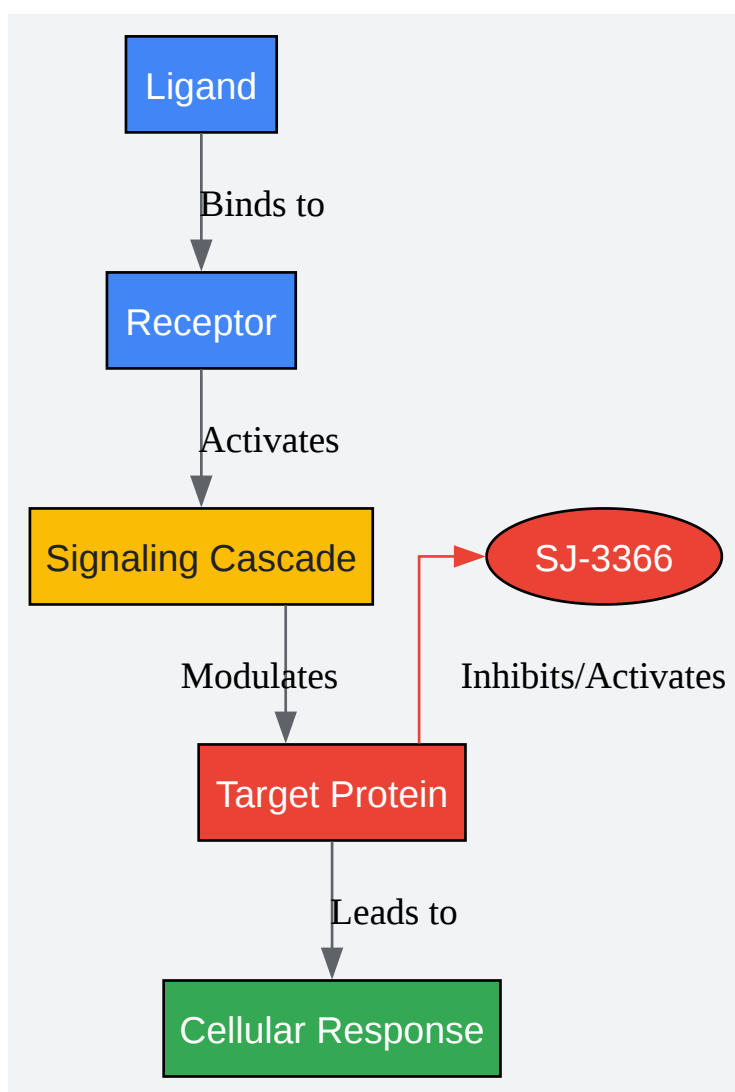 Ligand
Binds to
Receptor
Activates
Signaling Cascade
SJ-3366
Modulates
Inhibits/Activates
Target Protein
Leads to
Cellular Response